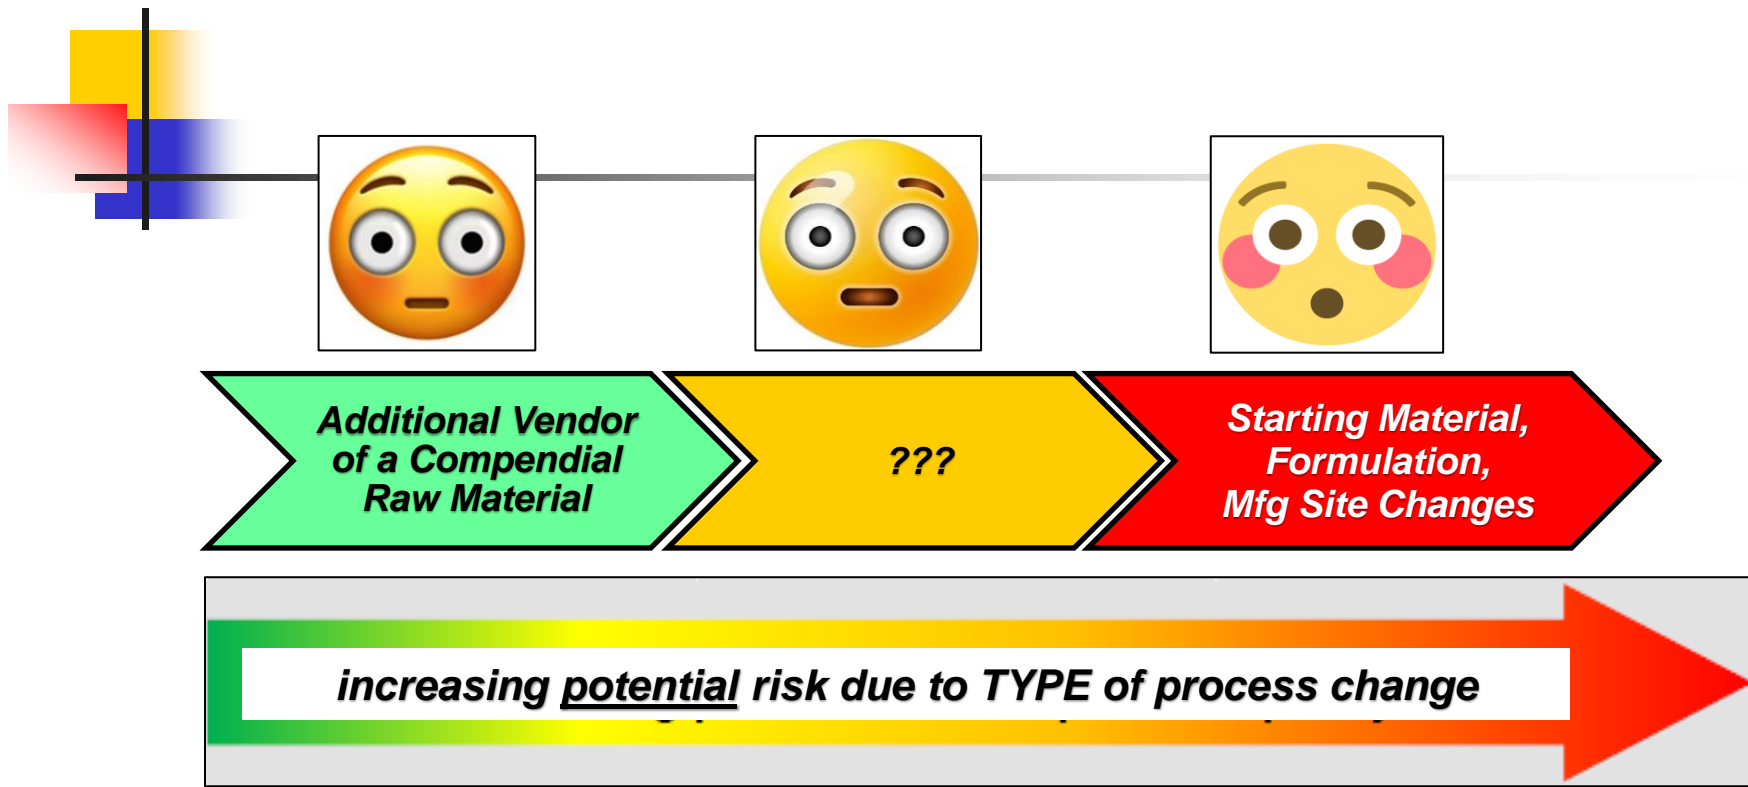 Additional Vendor
of a Compendial
Raw Material
???
Starting Material,
Formulation,
Mfg Site Changes
increasing potential risk due to TYPE of process change